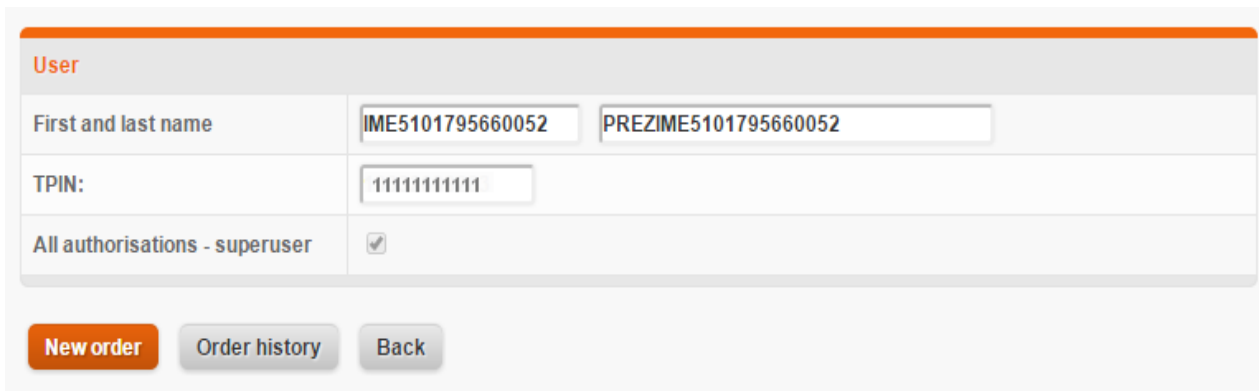 User
First and last name IME5101795660052 PREZIME5101795660052
TPIN: 11111111111
All authorisations - superuser
New order Order history Back